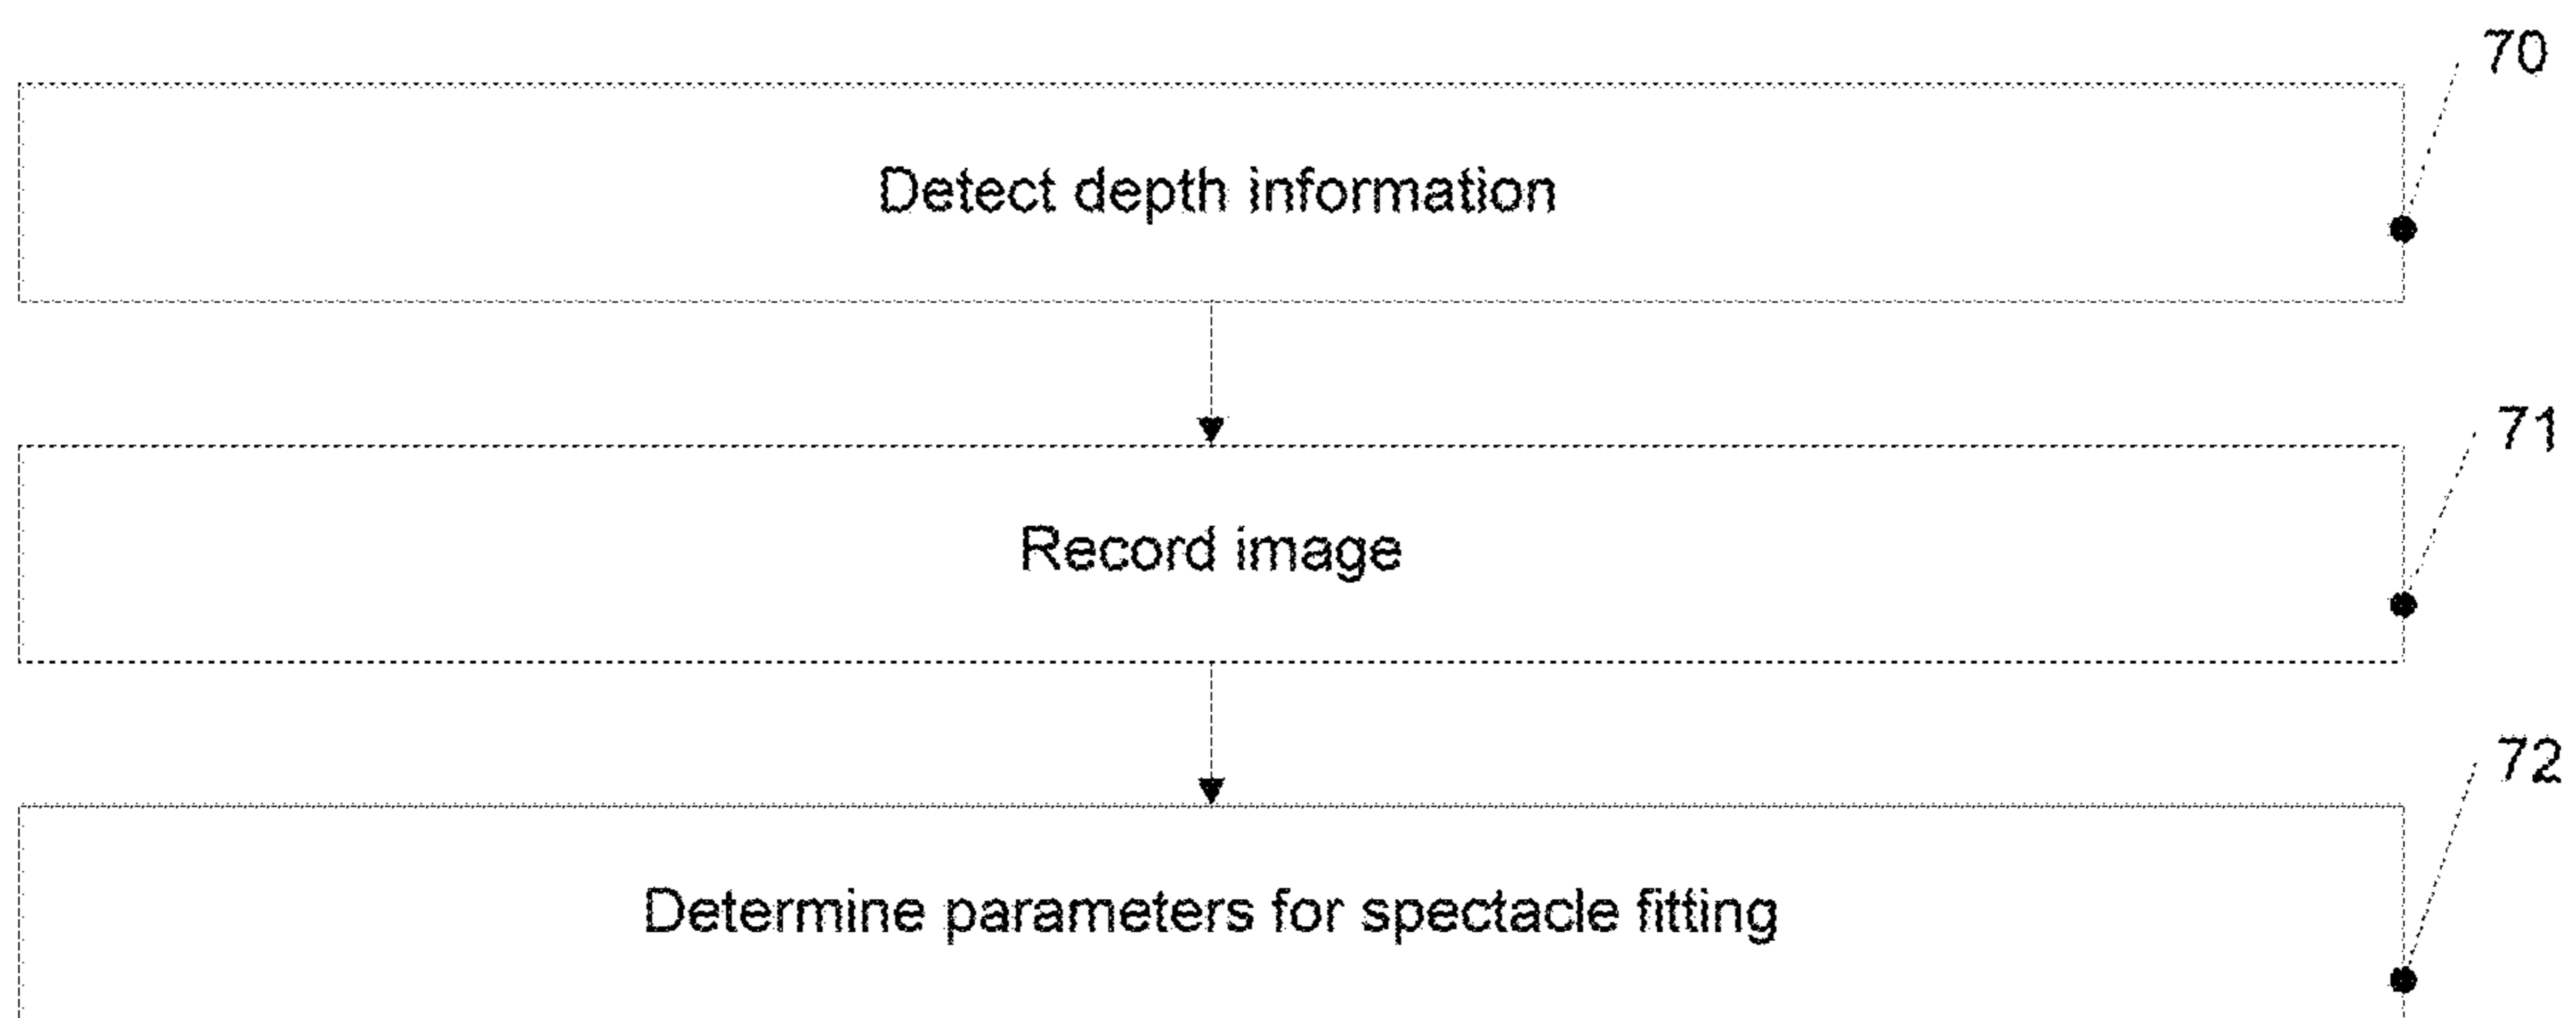 70
Detect depth information
71
Record image
72
Determine parameters for spectacle fitting